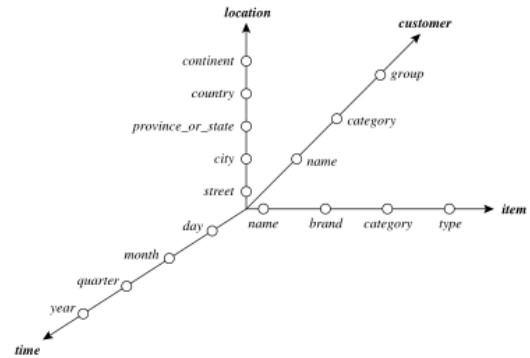 location
customer
continent
group
country
province_or_state
category
city
name
street
item
day
name
brand
category
type
month
quarter
year
time